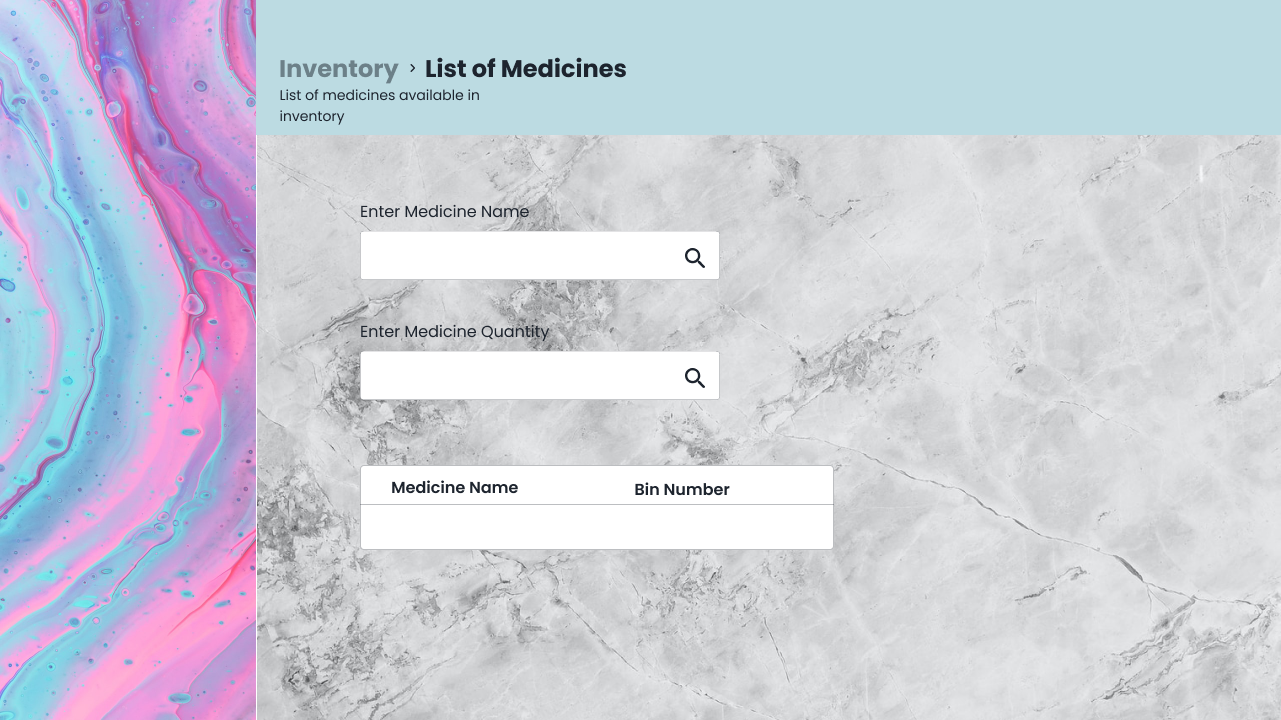 Inventory › List of Medicines
List of medicines available in
inventory
Enter Medicine Name
Enter Medicine Quantity
Medicine Name Bin Number